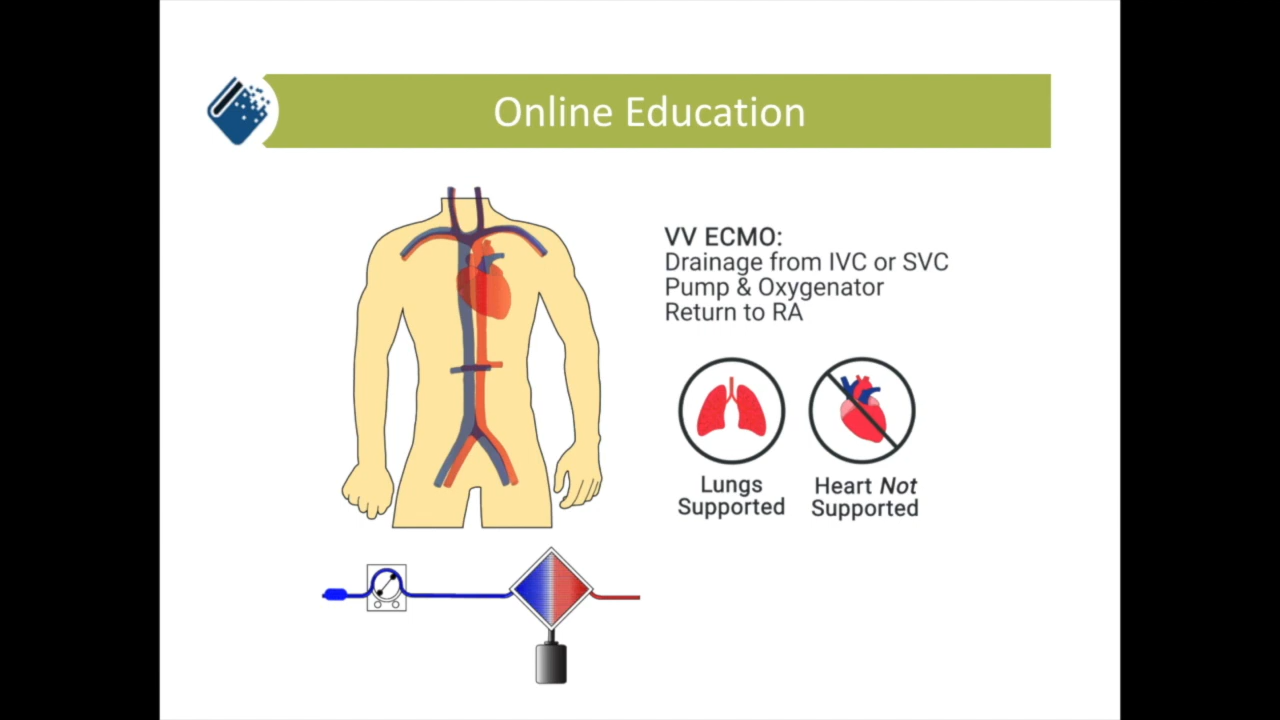 Online Education
VV ECMO:
Drainage from IVC or SVC
Pump & Oxygenator
Return to RA
Lungs
Supported
Heart Not
Supported